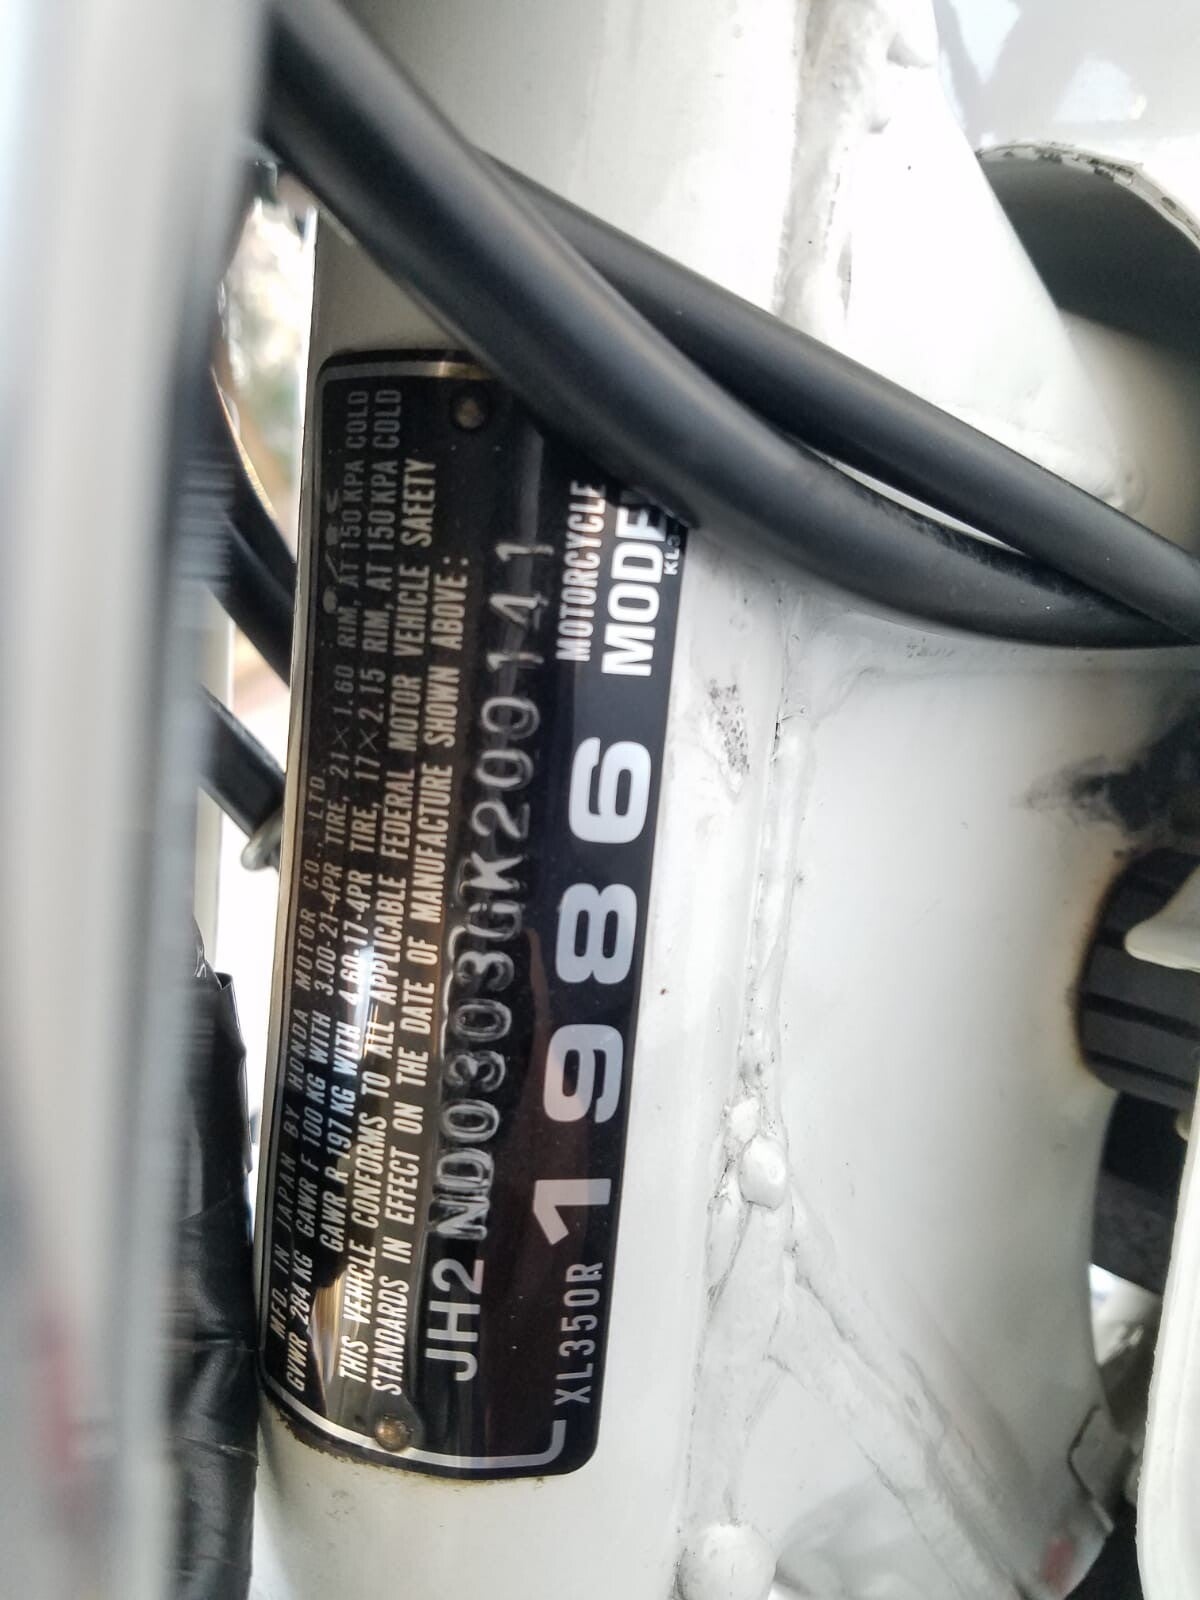 MFD. IN JAPAN BY HONDA MOTOR CO., LTD.
GVWR 284 KG GAWR F 100 KG WITH 3.00-21-4PR TIRE, 21×1.60 RIM, AT 150 KPA COLD
GAWR R 197 KG WITH 4.60-17-4PR TIRE, 17×2.15 RIM, AT 150 KPA COLD
THIS VEHICLE CONFORMS TO ALL APPLICABLE FEDERAL MOTOR VEHICLE SAFETY
STANDARDS IN EFFECT ON THE DATE OF MANUFACTURE SHOWN ABOVE:
JH2ND0303GK200141
MOTORCYCLE
XL350R 1986 MODE